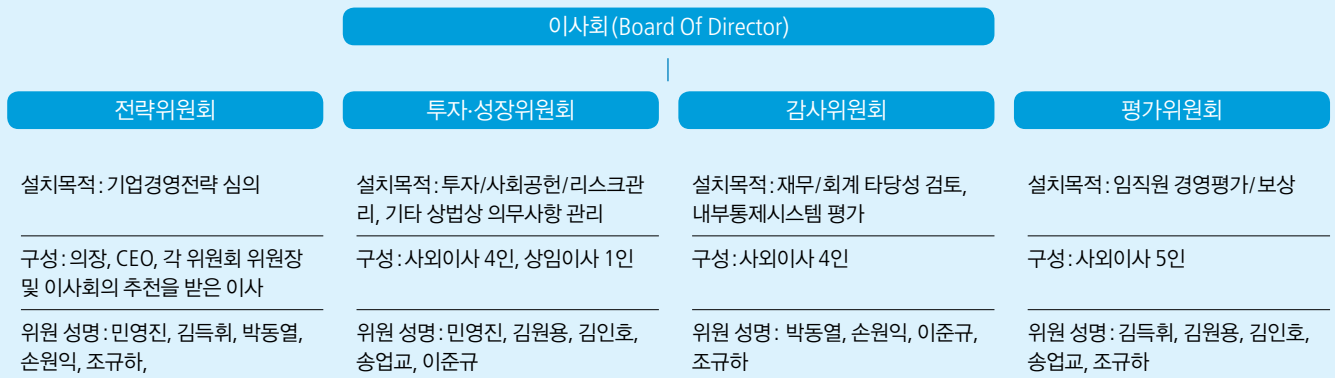 이사회(Board Of Director)
전략위원회
설치목적:기업경영전략 심의
구성:의장, CEO, 각 위원회 위원장
및 이사회의 추천을 받은 이사
위원 성명:민영진, 김득휘, 박동열,
손원익, 조규하,
투자·성장위원회
설치목적:투자/사회공헌/리스크관
리, 기타 상법상 의무사항 관리
구성:사외이사 4인, 상임이사 1인
위원 성명:민영진, 김원용, 김인호,
송업교, 이준규
감사위원회
설치목적:재무/회계 타당성 검토,
내부통제시스템 평가
구성:사외이사 4인
위원 성명: 박동열, 손원익, 이준규,
조규하
평가위원회
설치목적:임직원 경영평가/보상
구성:사외이사 5인
위원 성명:김득휘, 김원용, 김인호,
송업교, 조규하